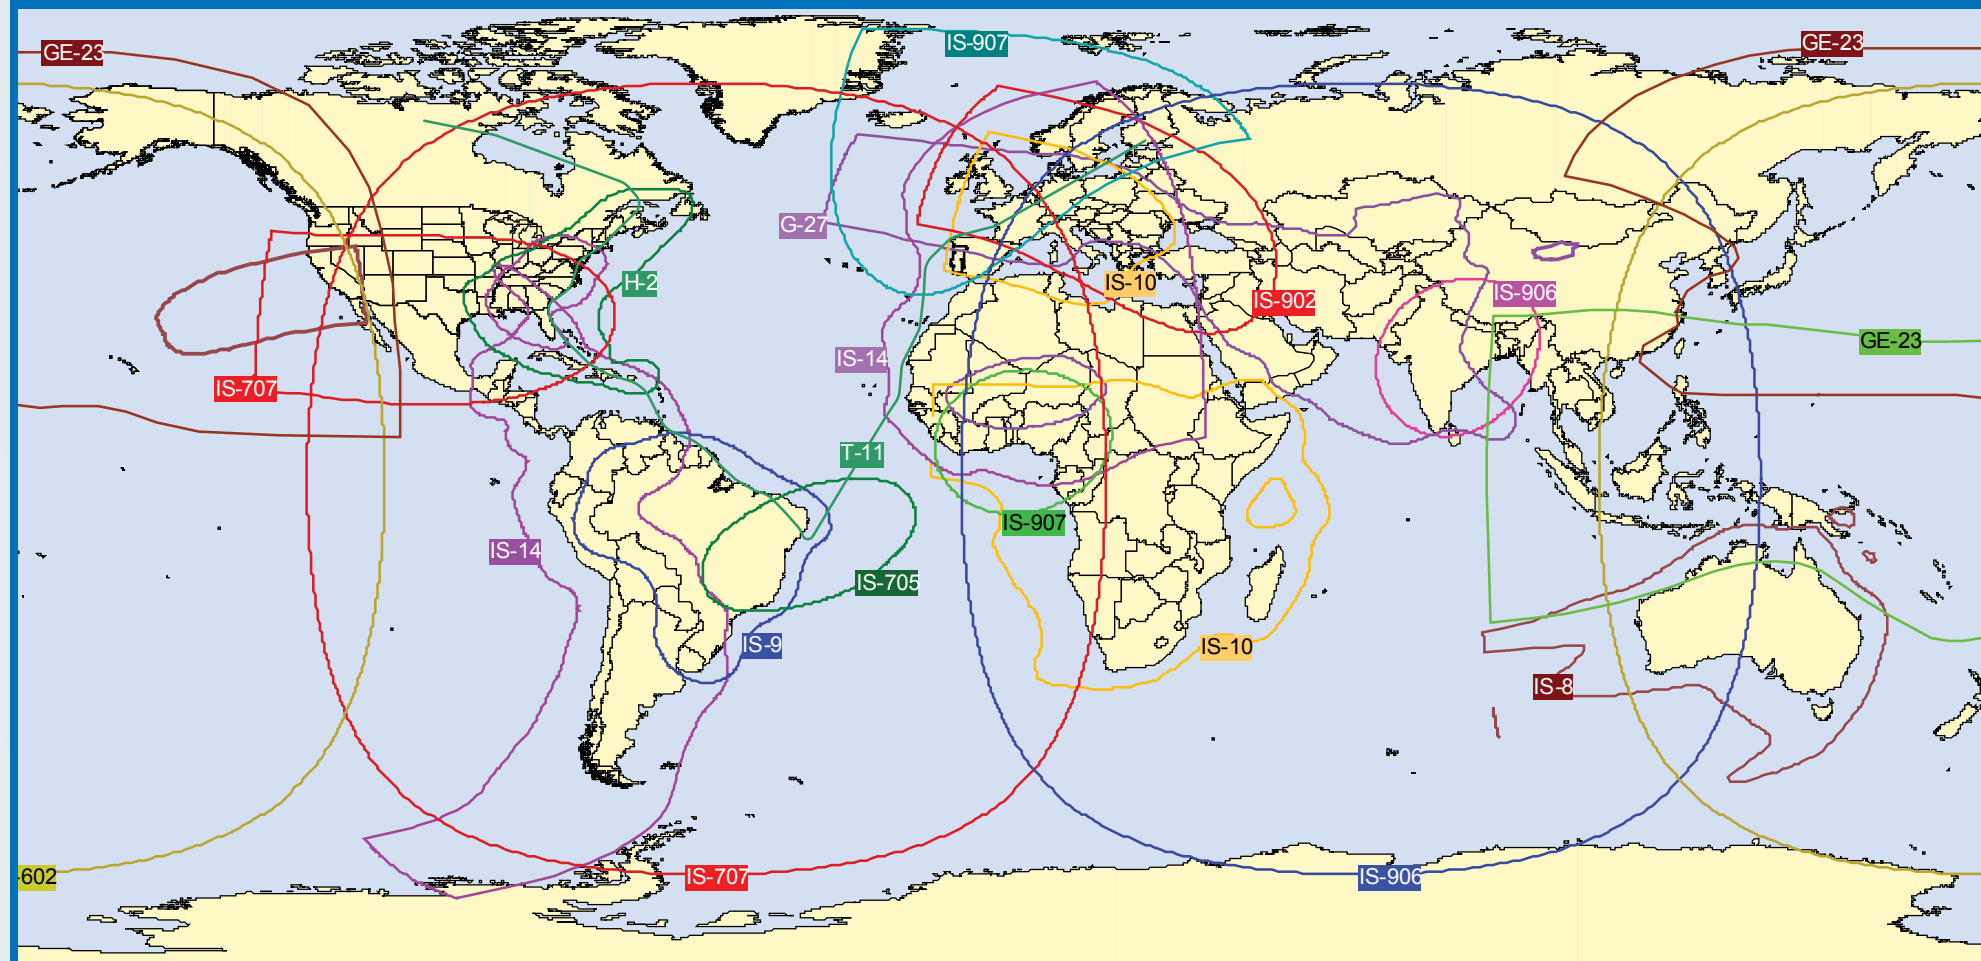 GE-23
IS-907
GE-23
G-27
H-2
IS-10
IS-902
IS-906
GE-23
IS-14
IS-707
T-11
IS-907
IS-14
IS-705
IS-9
IS-10
IS-8
-602
IS-707
IS-906